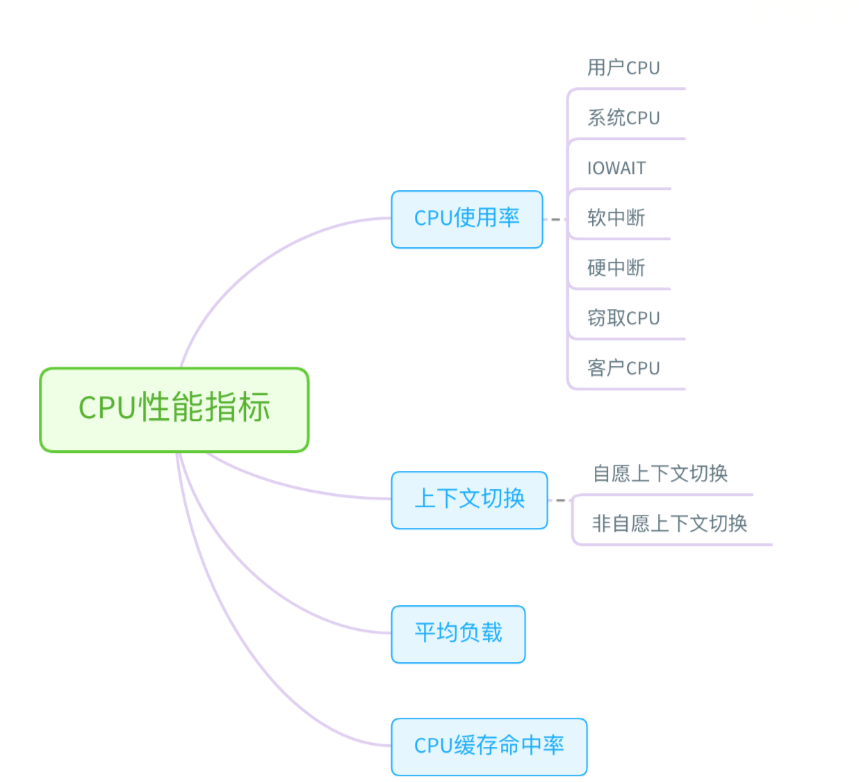 CPU性能指标
CPU使用率
用户CPU
系统CPU
IOWAIT
软中断
硬中断
窃取CPU
客户CPU
上下文切换
自愿上下文切换
非自愿上下文切换
平均负载
CPU缓存命中率